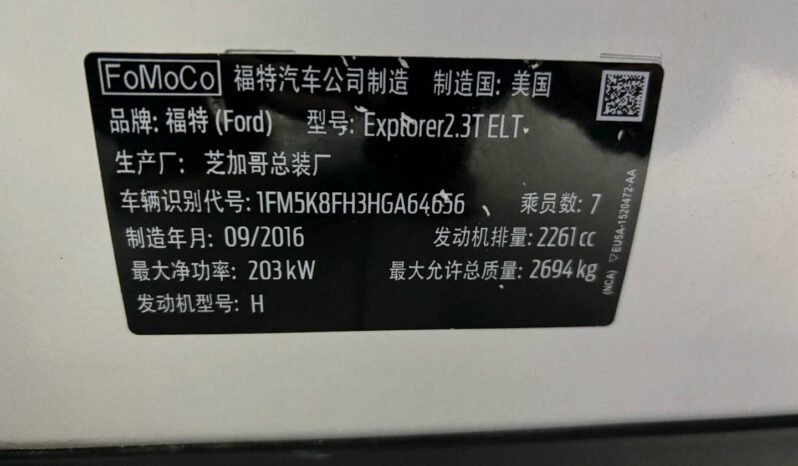 FoMoCo 福特汽车公司制造 制造国: 美国
品牌: 福特 (Ford) 型号: Explorer2.3T ELT
生产厂: 芝加哥总装厂
车辆识别代号: 1FM5K8FH3HGA64656 乘员数: 7
制造年月: 09/2016 发动机排量: 2261cc
最大净功率: 203kW 最大允许总质量: 2694kg
发动机型号: H
(NCA) ▽EU5A-1520472-AA